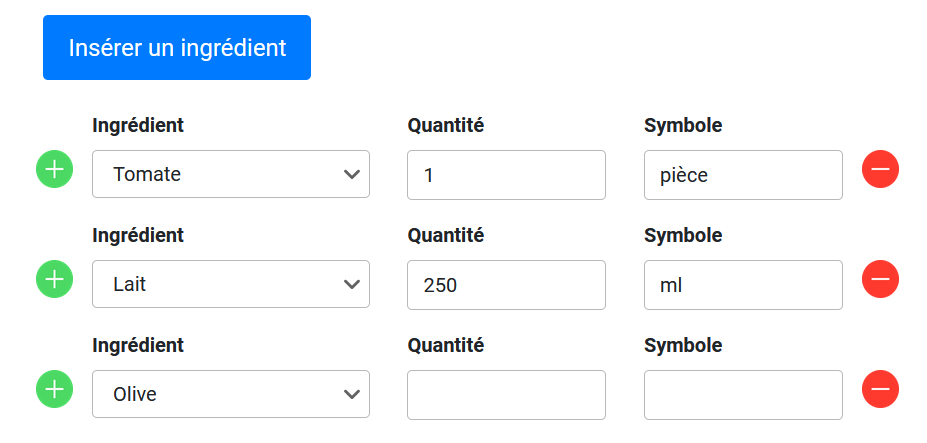 Insérer un ingrédient
Ingrédient Quantité Symbole
Tomate 1 pièce
Ingrédient Quantité Symbole
Lait 250 ml
Ingrédient Quantité Symbole
Olive